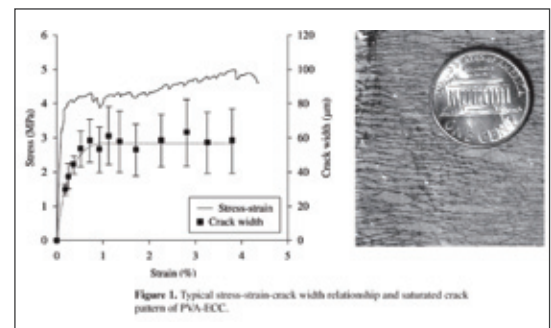 6 120
5 100
4 80
3 60
2 40
1 20
0 0
0 1 2 3 4 5
Stress (MPa)
Crack width (μm)
Stress-strain
Crack width
Strain (%)
ONE CENT
Figure 1. Typical stress-strain-crack width relationship and saturated crack
pattern of PVA-ECC.